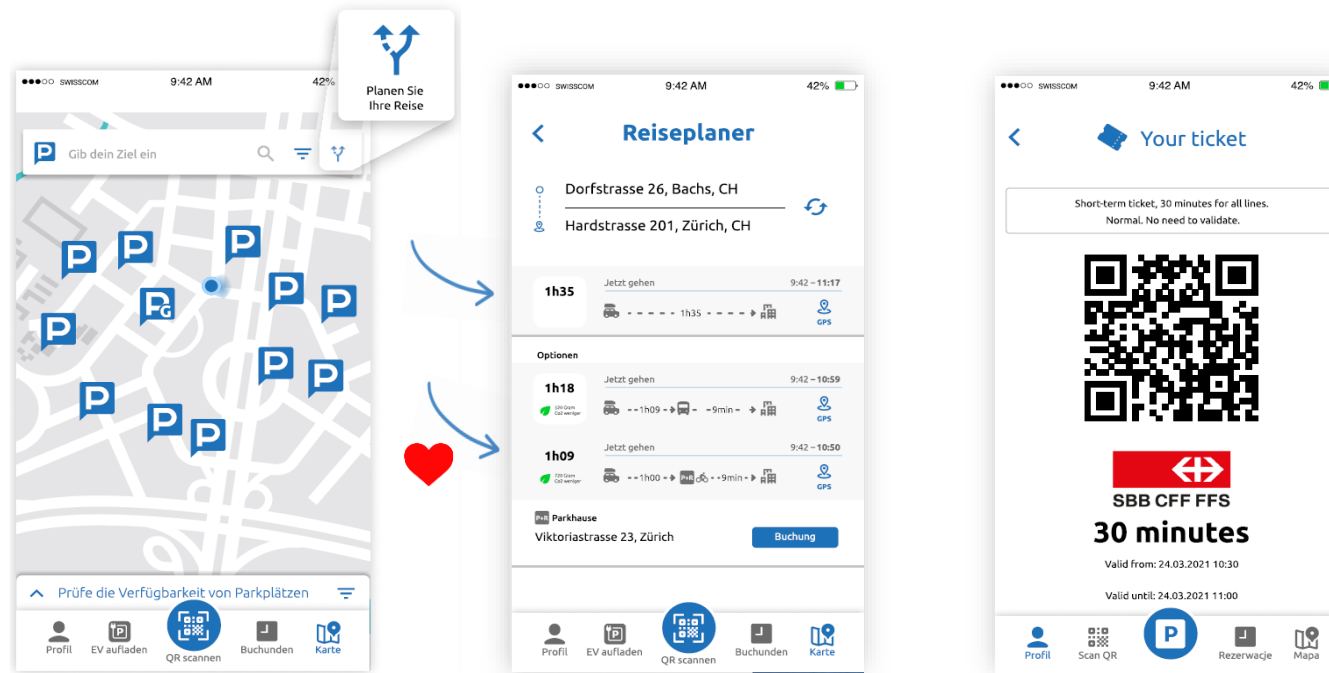 Planen Sie
Ihre Reise
SWISSCOM
9:42 AM
42%
P
Gib dein Ziel ein
P
P
P
P
P
PG
P
P
P
P
P
P
Prüfe die Verfügbarkeit von Parkplätzen
Profil
EV aufladen
QR scannen
Buchunden
Karte
SWISSCOM
9:42 AM
42%
Reiseplaner
Dorfstrasse 26, Bachs, CH
Hardstrasse 201, Zürich, CH
1h35
Jetzt gehen
9:42 – 11:17
1h35
GPS
Optionen
1h18
Jetzt gehen
9:42 – 10:59
Co2 weniger
1h09
9min
GPS
1h09
Jetzt gehen
9:42 – 10:50
Co2 weniger
1h00
P+R
9min
GPS
P+R Parkhause
Viktoriastrasse 23, Zürich
Buchung
Profil
EV aufladen
QR scannen
Buchunden
Karte
SWISSCOM
9:42 AM
42%
Your ticket
Short-term ticket, 30 minutes for all lines.
Normal. No need to validate.
SBB CFF FFS
30 minutes
Valid from: 24.03.2021 10:30
Valid until: 24.03.2021 11:00
Profil
Scan QR
P
Rezerwacje
Mapa